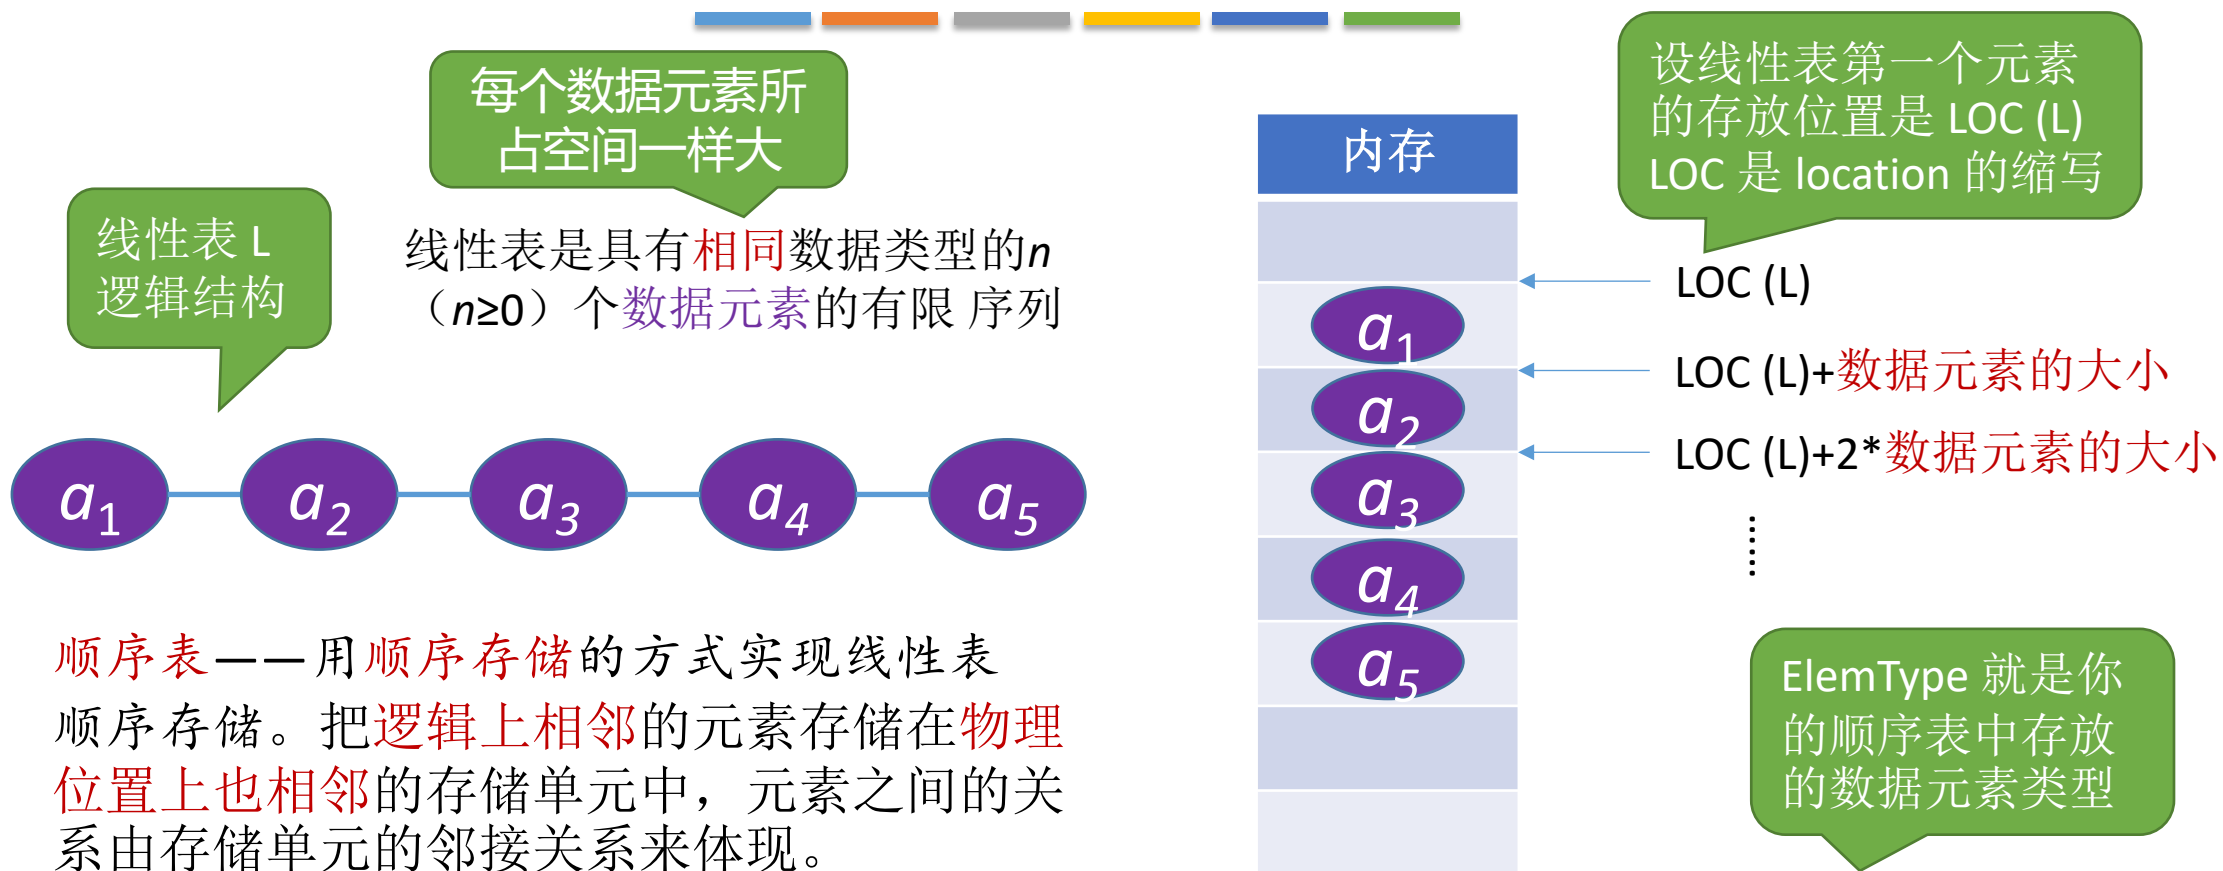 每个数据元素所
占空间一样大
线性表 L
逻辑结构
线性表是具有相同数据类型的n
（n≥0）个数据元素的有限 序列
a1 a2 a3 a4 a5
顺序表——用顺序存储的方式实现线性表
顺序存储。把逻辑上相邻的元素存储在物理
位置上也相邻的存储单元中，元素之间的关
系由存储单元的邻接关系来体现。
内存
a1
a2
a3
a4
a5
设线性表第一个元素
的存放位置是 LOC (L)
LOC 是 location 的缩写
LOC (L)
LOC (L)+数据元素的大小
LOC (L)+2*数据元素的大小
......
ElemType 就是你
的顺序表中存放
的数据元素类型